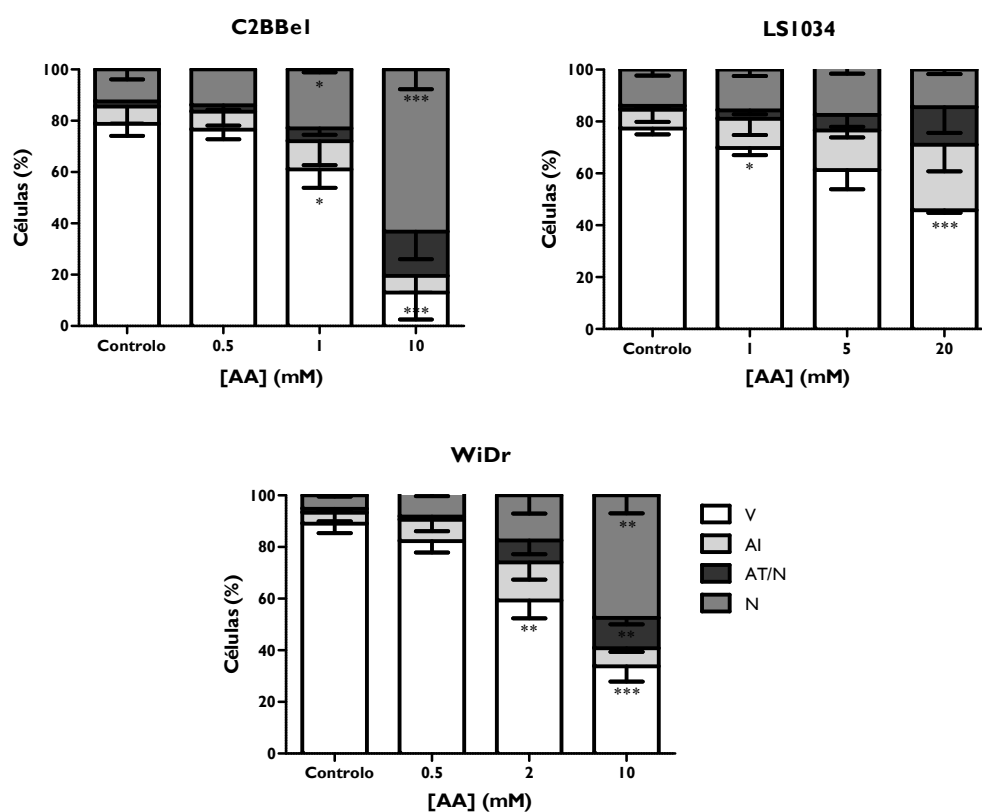 C2BBe1
Células (%)
100
80
60
40
20
0
*
***
*
***
Controlo 0.5 1 10
[AA] (mM)
LS1034
Células (%)
100
80
60
40
20
0
*
***
Controlo 1 5 20
[AA] (mM)
WiDr
Células (%)
100
80
60
40
20
0
**
**
**
***
Controlo 0.5 2 10
[AA] (mM)
V
AI
AT/N
N